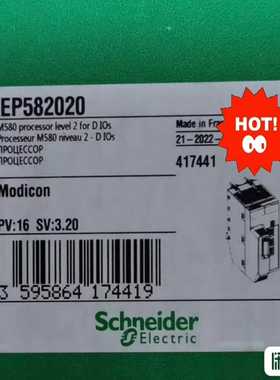 EP582020
M580 processor level 2 for D IOs
Processeur M580 niveau 2 - D IOs
ПРОЦЕССОР
ПРОЦЕССОР
Made in Fra
21-2022-
417441
HOT!
Modicon
PV:16 SV:3.20
3 595864 174419
Schneider
Electric